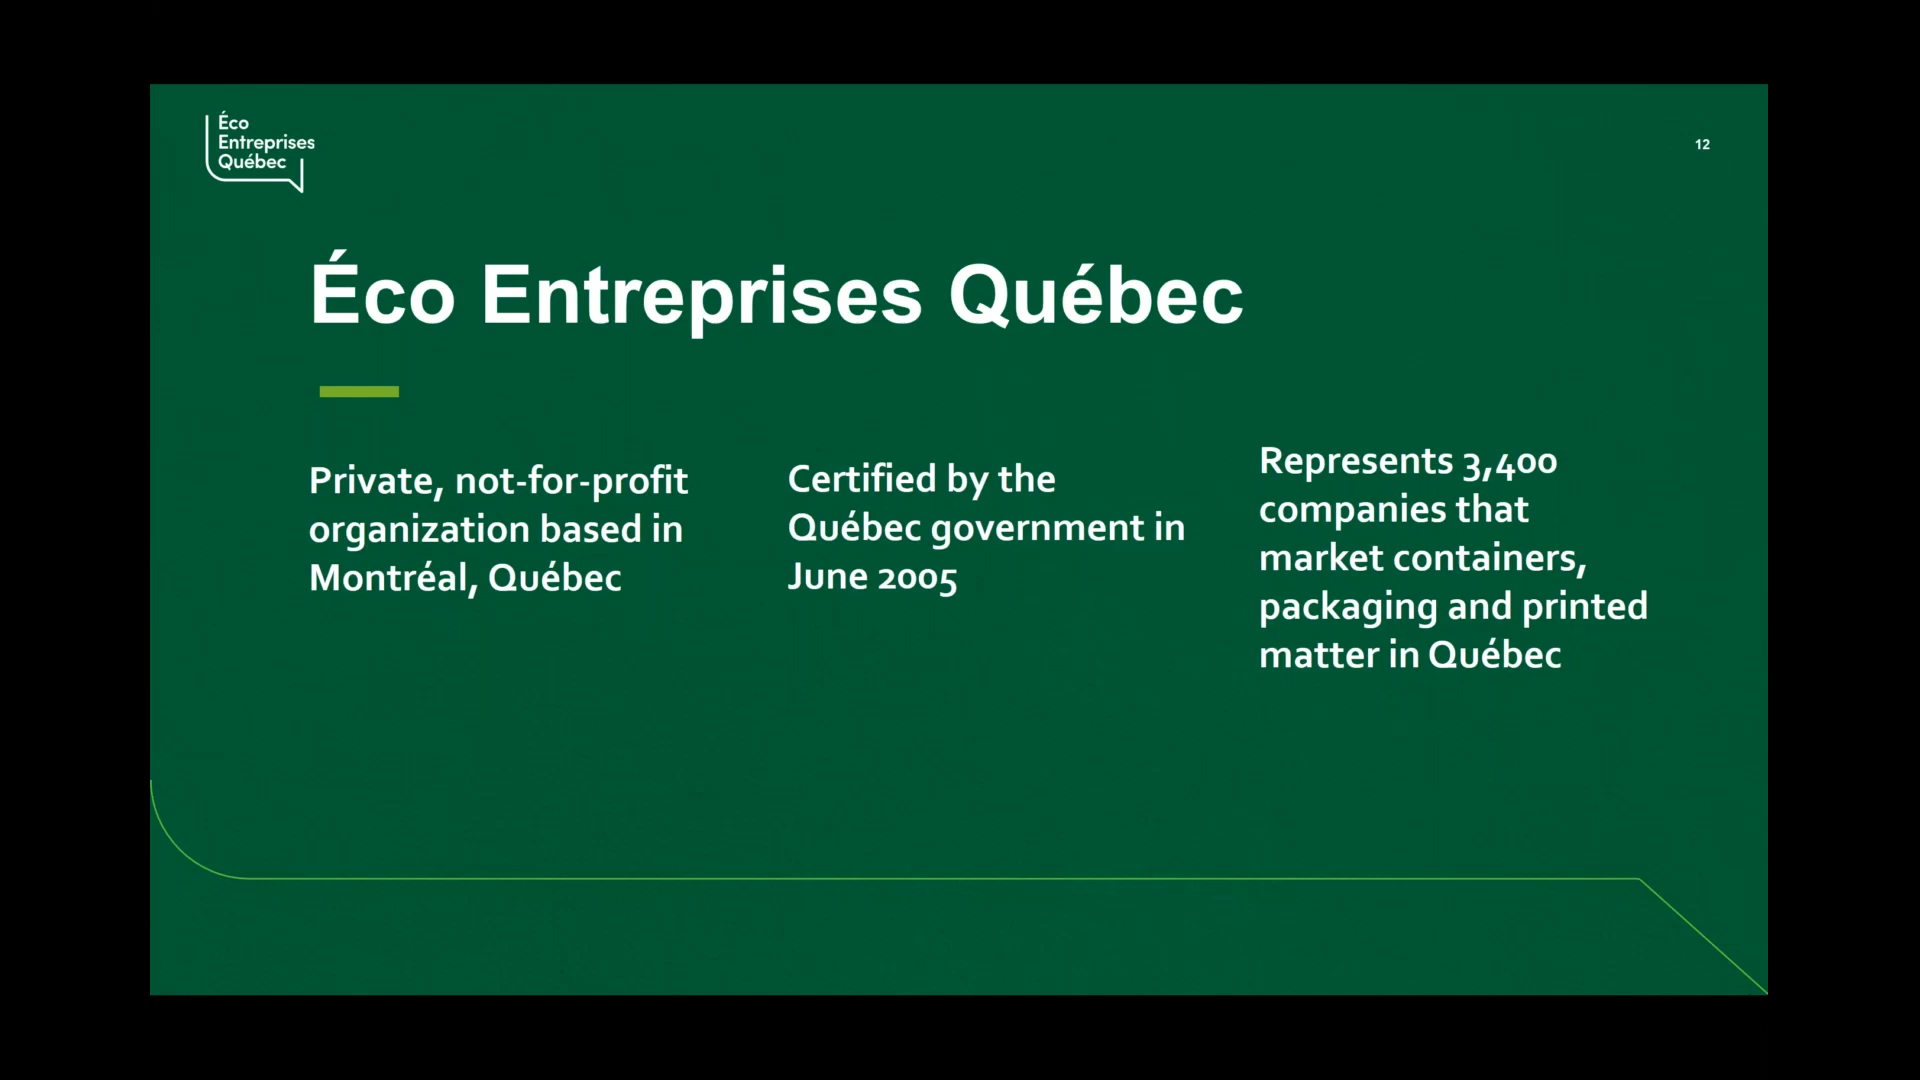 Éco
Entreprises
Québec
12
Éco Entreprises Québec
Private, not-for-profit
organization based in
Montréal, Québec
Certified by the
Québec government in
June 2005
Represents 3,400
companies that
market containers,
packaging and printed
matter in Québec